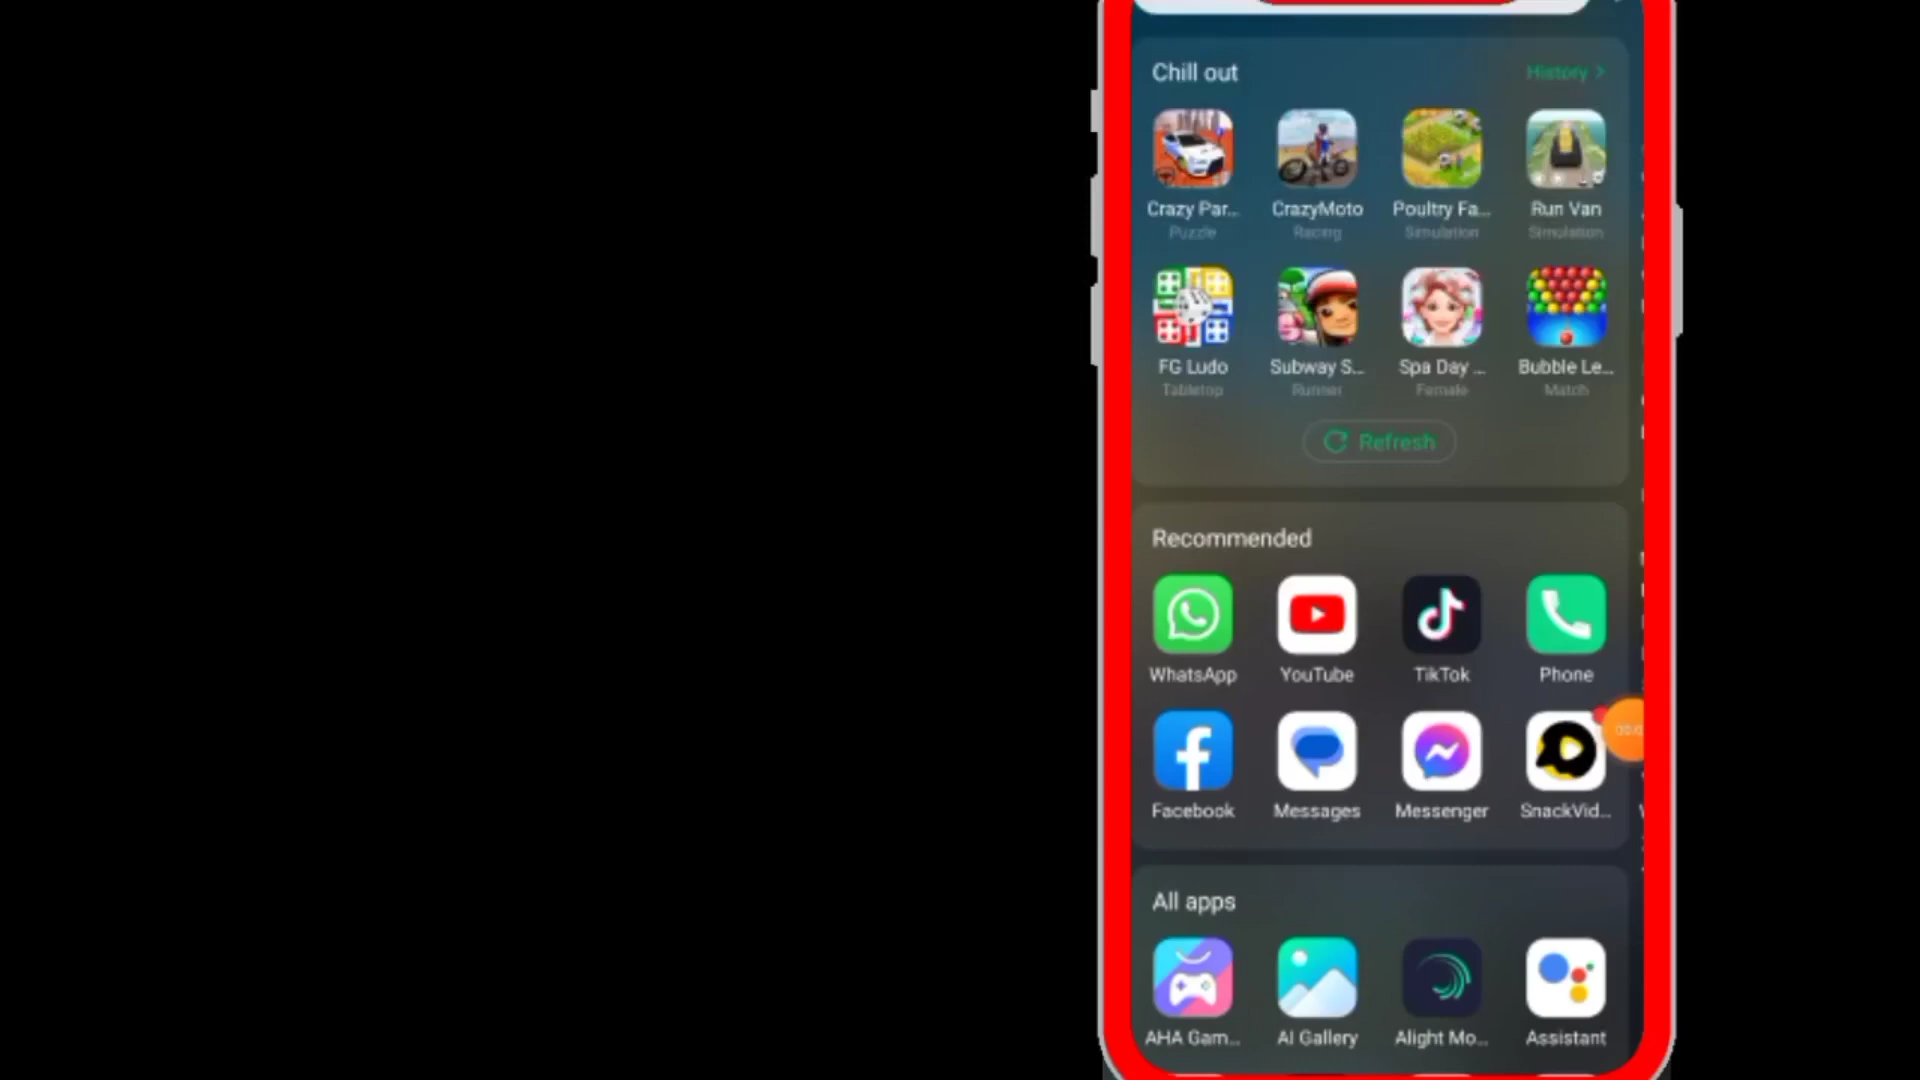 Chill out
History >
Crazy Par... CrazyMoto Poultry Fa... Run Van
Puzzle Racing Simulation Simulation
FG Ludo Subway S... Spa Day ... Bubble Le...
Tabletop Runner Female Match
Refresh
Recommended
WhatsApp YouTube TikTok Phone
Facebook Messages Messenger SnackVid...
All apps
AHA Gam... AI Gallery Alight Mo... Assistant